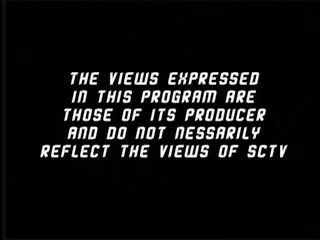 THE VIEWS EXPRESSED
IN THIS PROGRAM ARE
THOSE OF ITS PRODUCER
AND DO NOT NESSARILY
REFLECT THE VIEWS OF SCTV